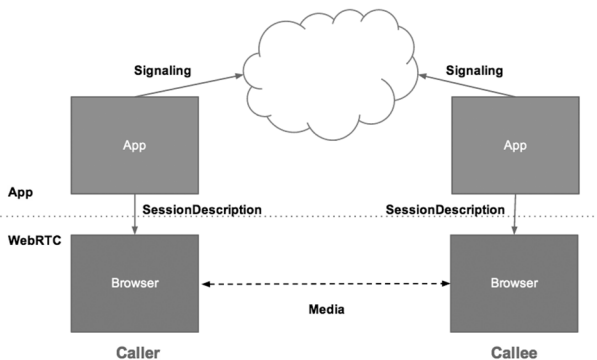 Signaling
Signaling
App
App
App
SessionDescription
SessionDescription
WebRTC
Browser
Browser
Media
Caller
Callee